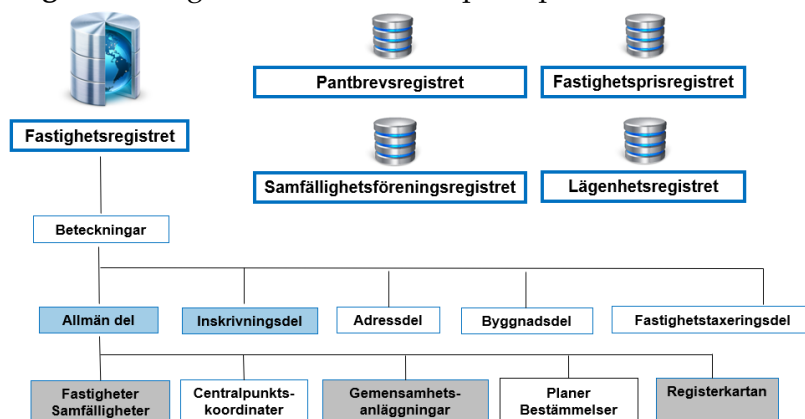 Pantbrevsregistret
Fastighetsprisregistret
Fastighetsregistret
Samfällighetsföreningsregistret
Lägenhetsregistret
Beteckningar
Allmän del
Inskrivningsdel
Adressdel
Byggnadsdel
Fastighetstaxeringsdel
Fastigheter
Samfälligheter
Centralpunkts-
koordinater
Gemensamhets-
anläggningar
Planer
Bestämmelser
Registerkartan